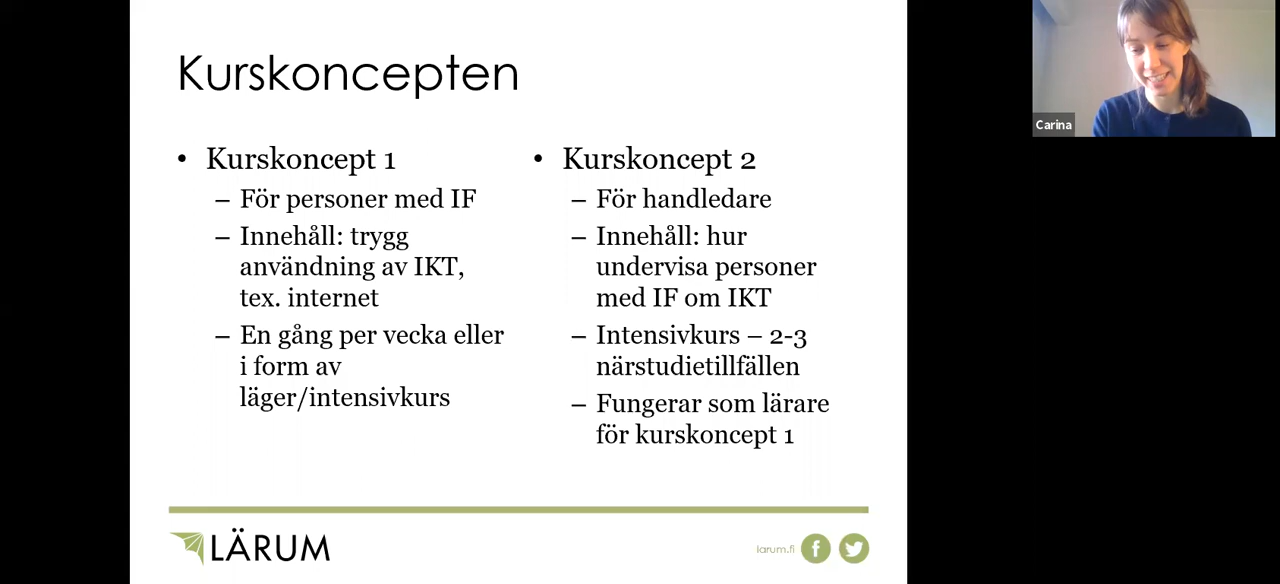 Kurskoncepten
• Kurskoncept 1
– För personer med IF
– Innehåll: trygg
användning av IKT,
tex. internet
– En gång per vecka eller
i form av
läger/intensivkurs
• Kurskoncept 2
– För handledare
– Innehåll: hur
undervisa personer
med IF om IKT
– Intensivkurs – 2-3
närstudietillfällen
– Fungerar som lärare
för kurskoncept 1
LÄRUM
larum.fi
Carina